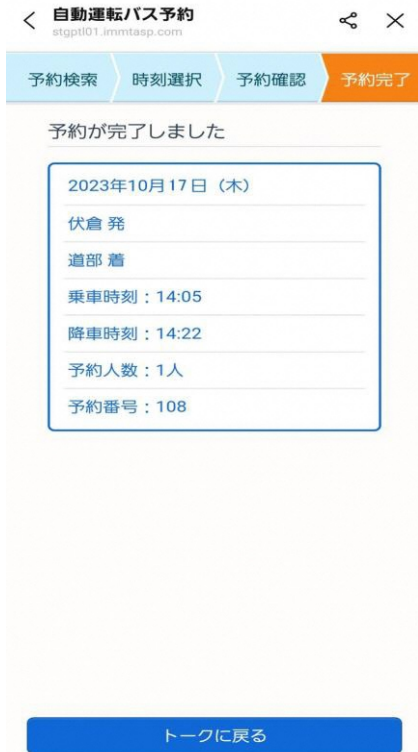 自動運転バス予約
stgptl01.immtasp.com
予約検索
時刻選択
予約確認
予約完了
予約が完了しました
2023年10月17日（木）
伏倉 発
道部 着
乗車時刻：14:05
降車時刻：14:22
予約人数：1人
予約番号：108
トークに戻る